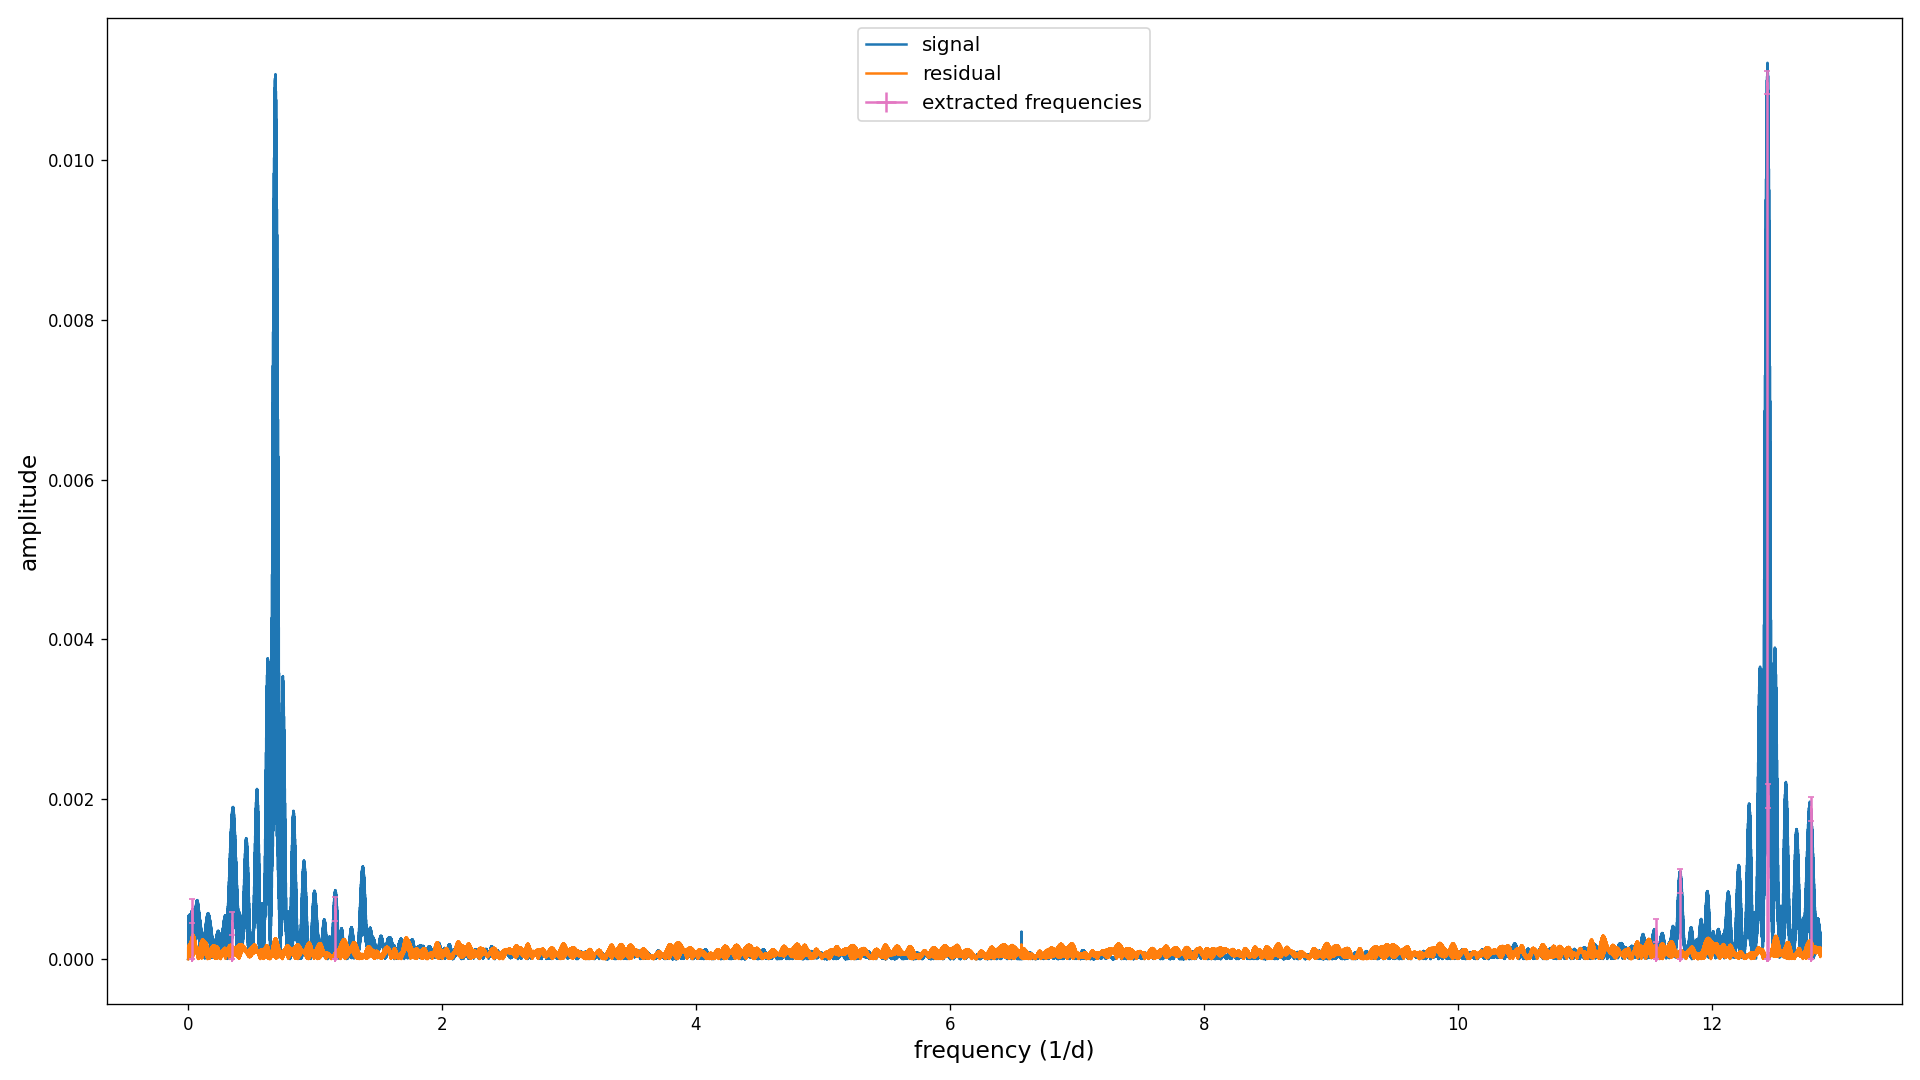 signal
residual
extracted frequencies
amplitude
0.010
0.008
0.006
0.004
0.002
0.000
0 2 4 6 8 10 12
frequency (1/d)